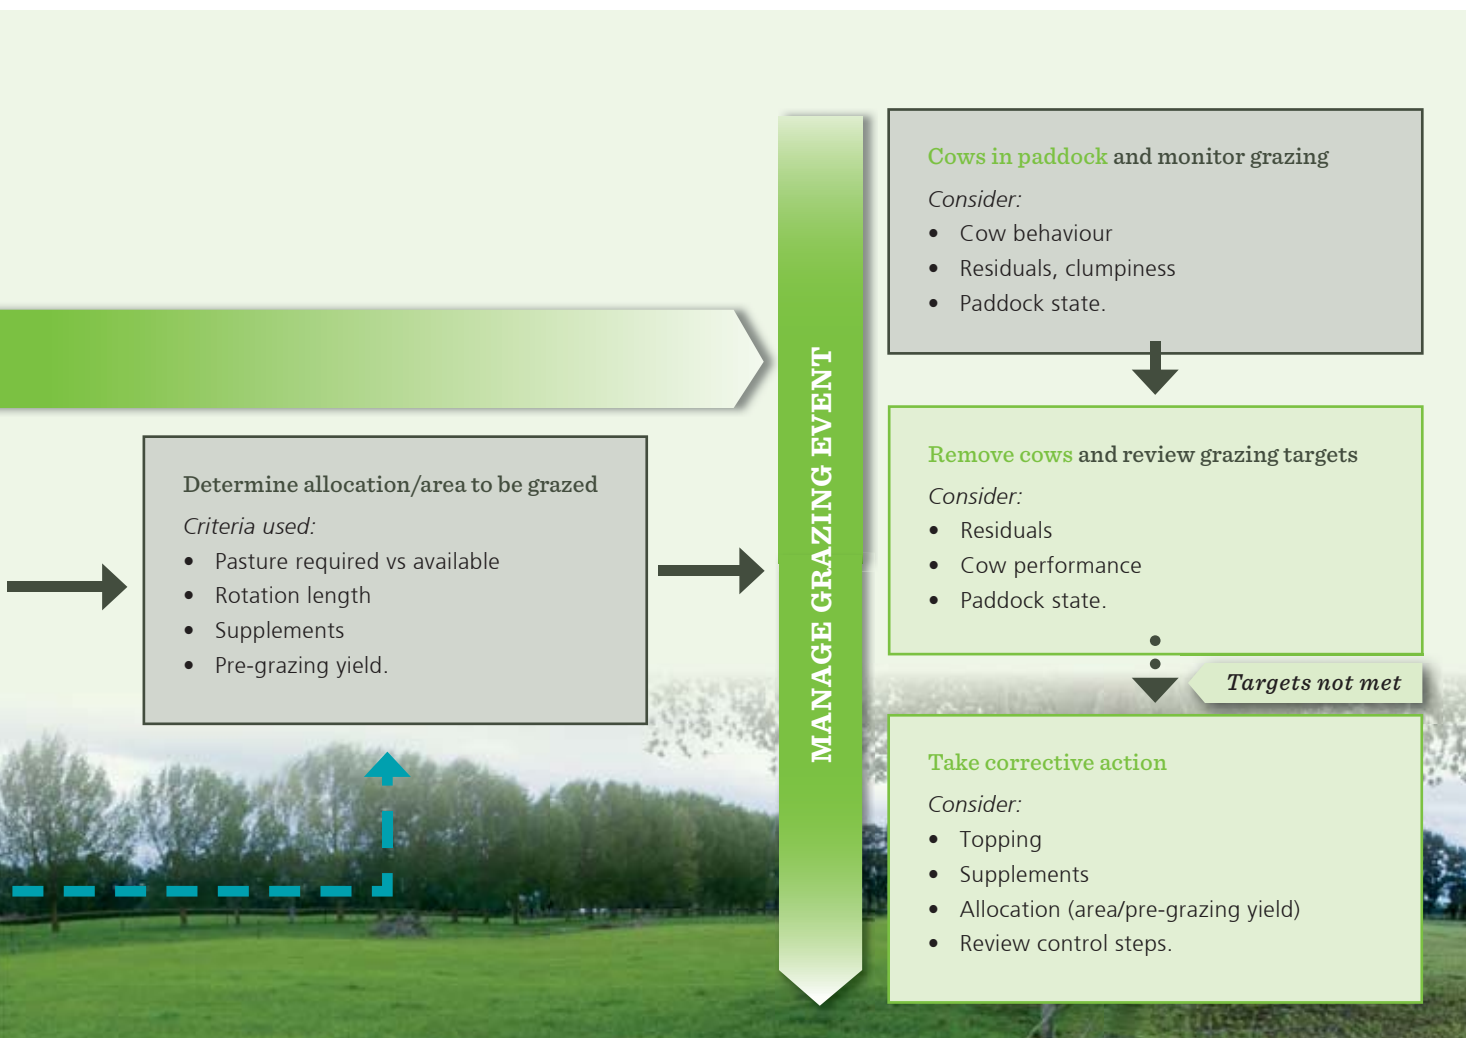 Determine allocation/area to be grazed
Criteria used:
• Pasture required vs available
• Rotation length
• Supplements
• Pre-grazing yield.
MANAGE GRAZING EVENT
Cows in paddock and monitor grazing
Consider:
• Cow behaviour
• Residuals, clumpiness
• Paddock state.
Remove cows and review grazing targets
Consider:
• Residuals
• Cow performance
• Paddock state.
Targets not met
Take corrective action
Consider:
• Topping
• Supplements
• Allocation (area/pre-grazing yield)
• Review control steps.